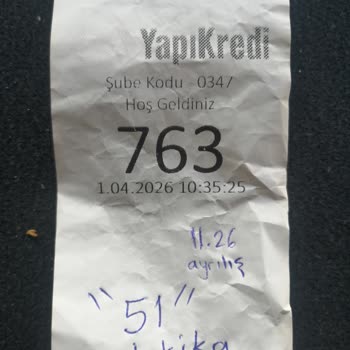 YapıKredi
Şube Kodu - 0347
Hoş Geldiniz
763
1.04.2026 10:35:25
11.26
ayrılış
"51"